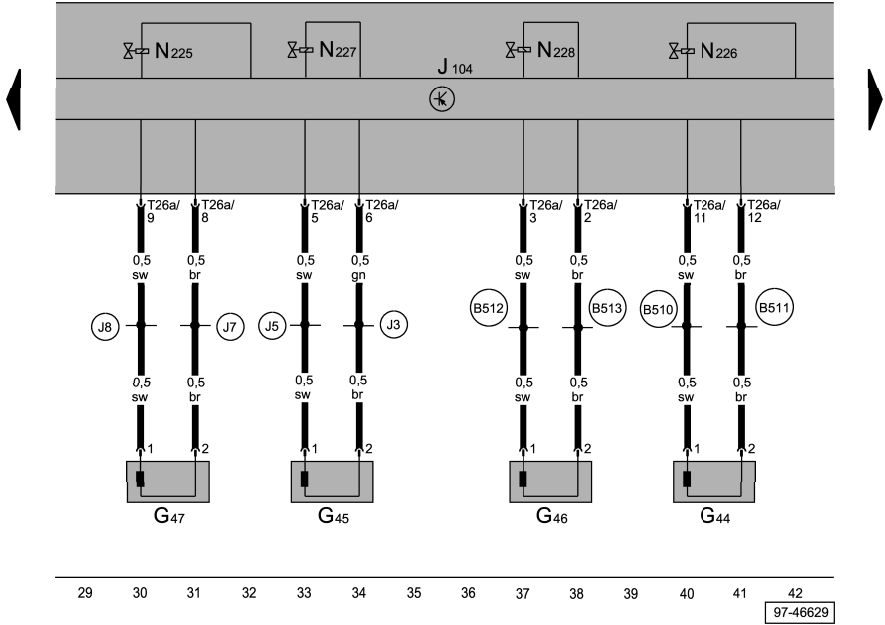 N225 N227 N228 N226
J 104
T26a/ T26a/ T26a/ T26a/ T26a/ T26a/ T26a/ T26a/
9 8 5 6 3 2 11 12
0,5 0,5 0,5 0,5 0,5 0,5 0,5 0,5
sw br sw gn sw br sw br
J8 J7 J5 J3 B512 B513 B510 B511
0,5 0,5 0,5 0,5 0,5 0,5 0,5 0,5
sw br sw br sw br sw br
1 2 1 2 1 2 1 2
G47 G45 G46 G44
29 30 31 32 33 34 35 36 37 38 39 40 41 42
97-46629